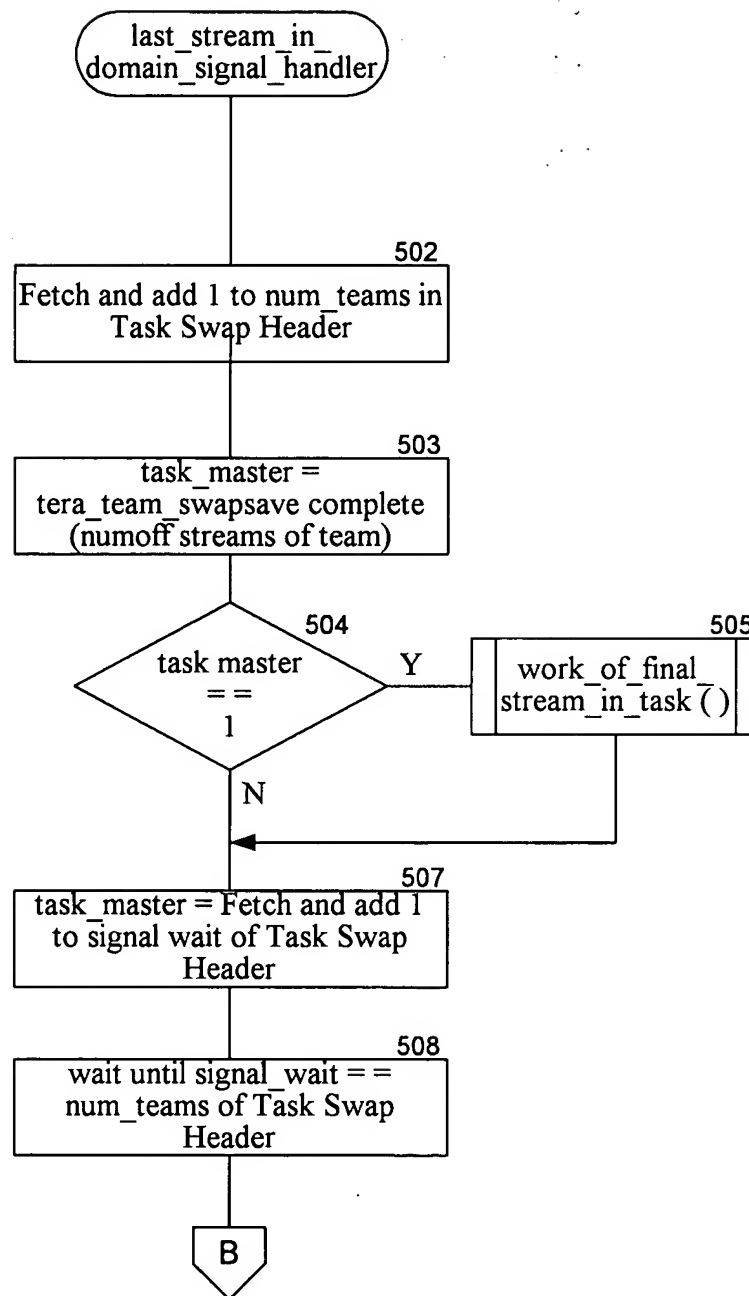 last_stream_in_
domain_signal_handler
502
Fetch and add 1 to num_teams in
Task Swap Header
503
task_master =
tera_team_swapsave complete
(numoff streams of team)
504
task master
= =
1
Y
505
work_of_final_
stream_in_task ( )
N
507
task_master = Fetch and add 1
to signal wait of Task Swap
Header
508
wait until signal_wait = =
num_teams of Task Swap
Header
B